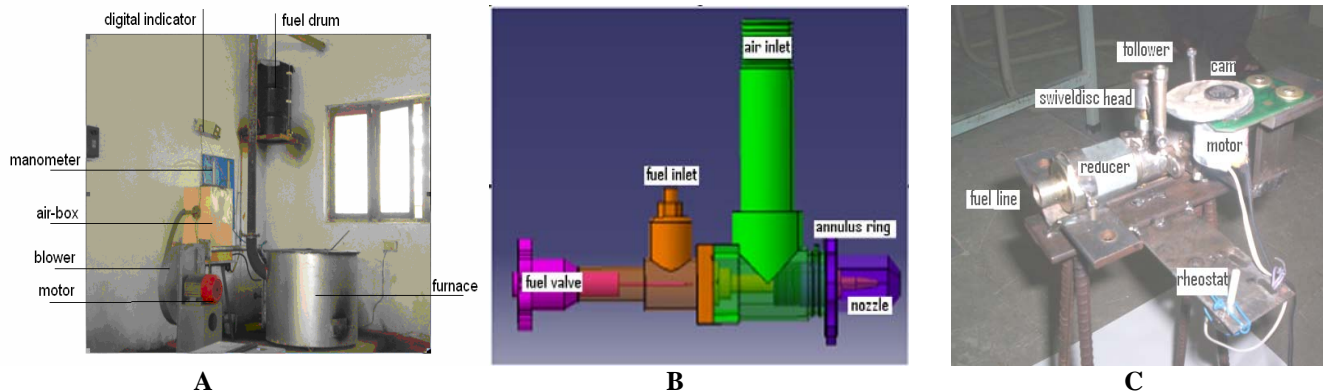 digital indicator
fuel drum
manometer
air-box
blower
motor
furnace
A
air inlet
fuel inlet
annulus ring
fuel valve
nozzle
B
follower
cam
swiveldisc head
motor
reducer
fuel line
rheostat
C